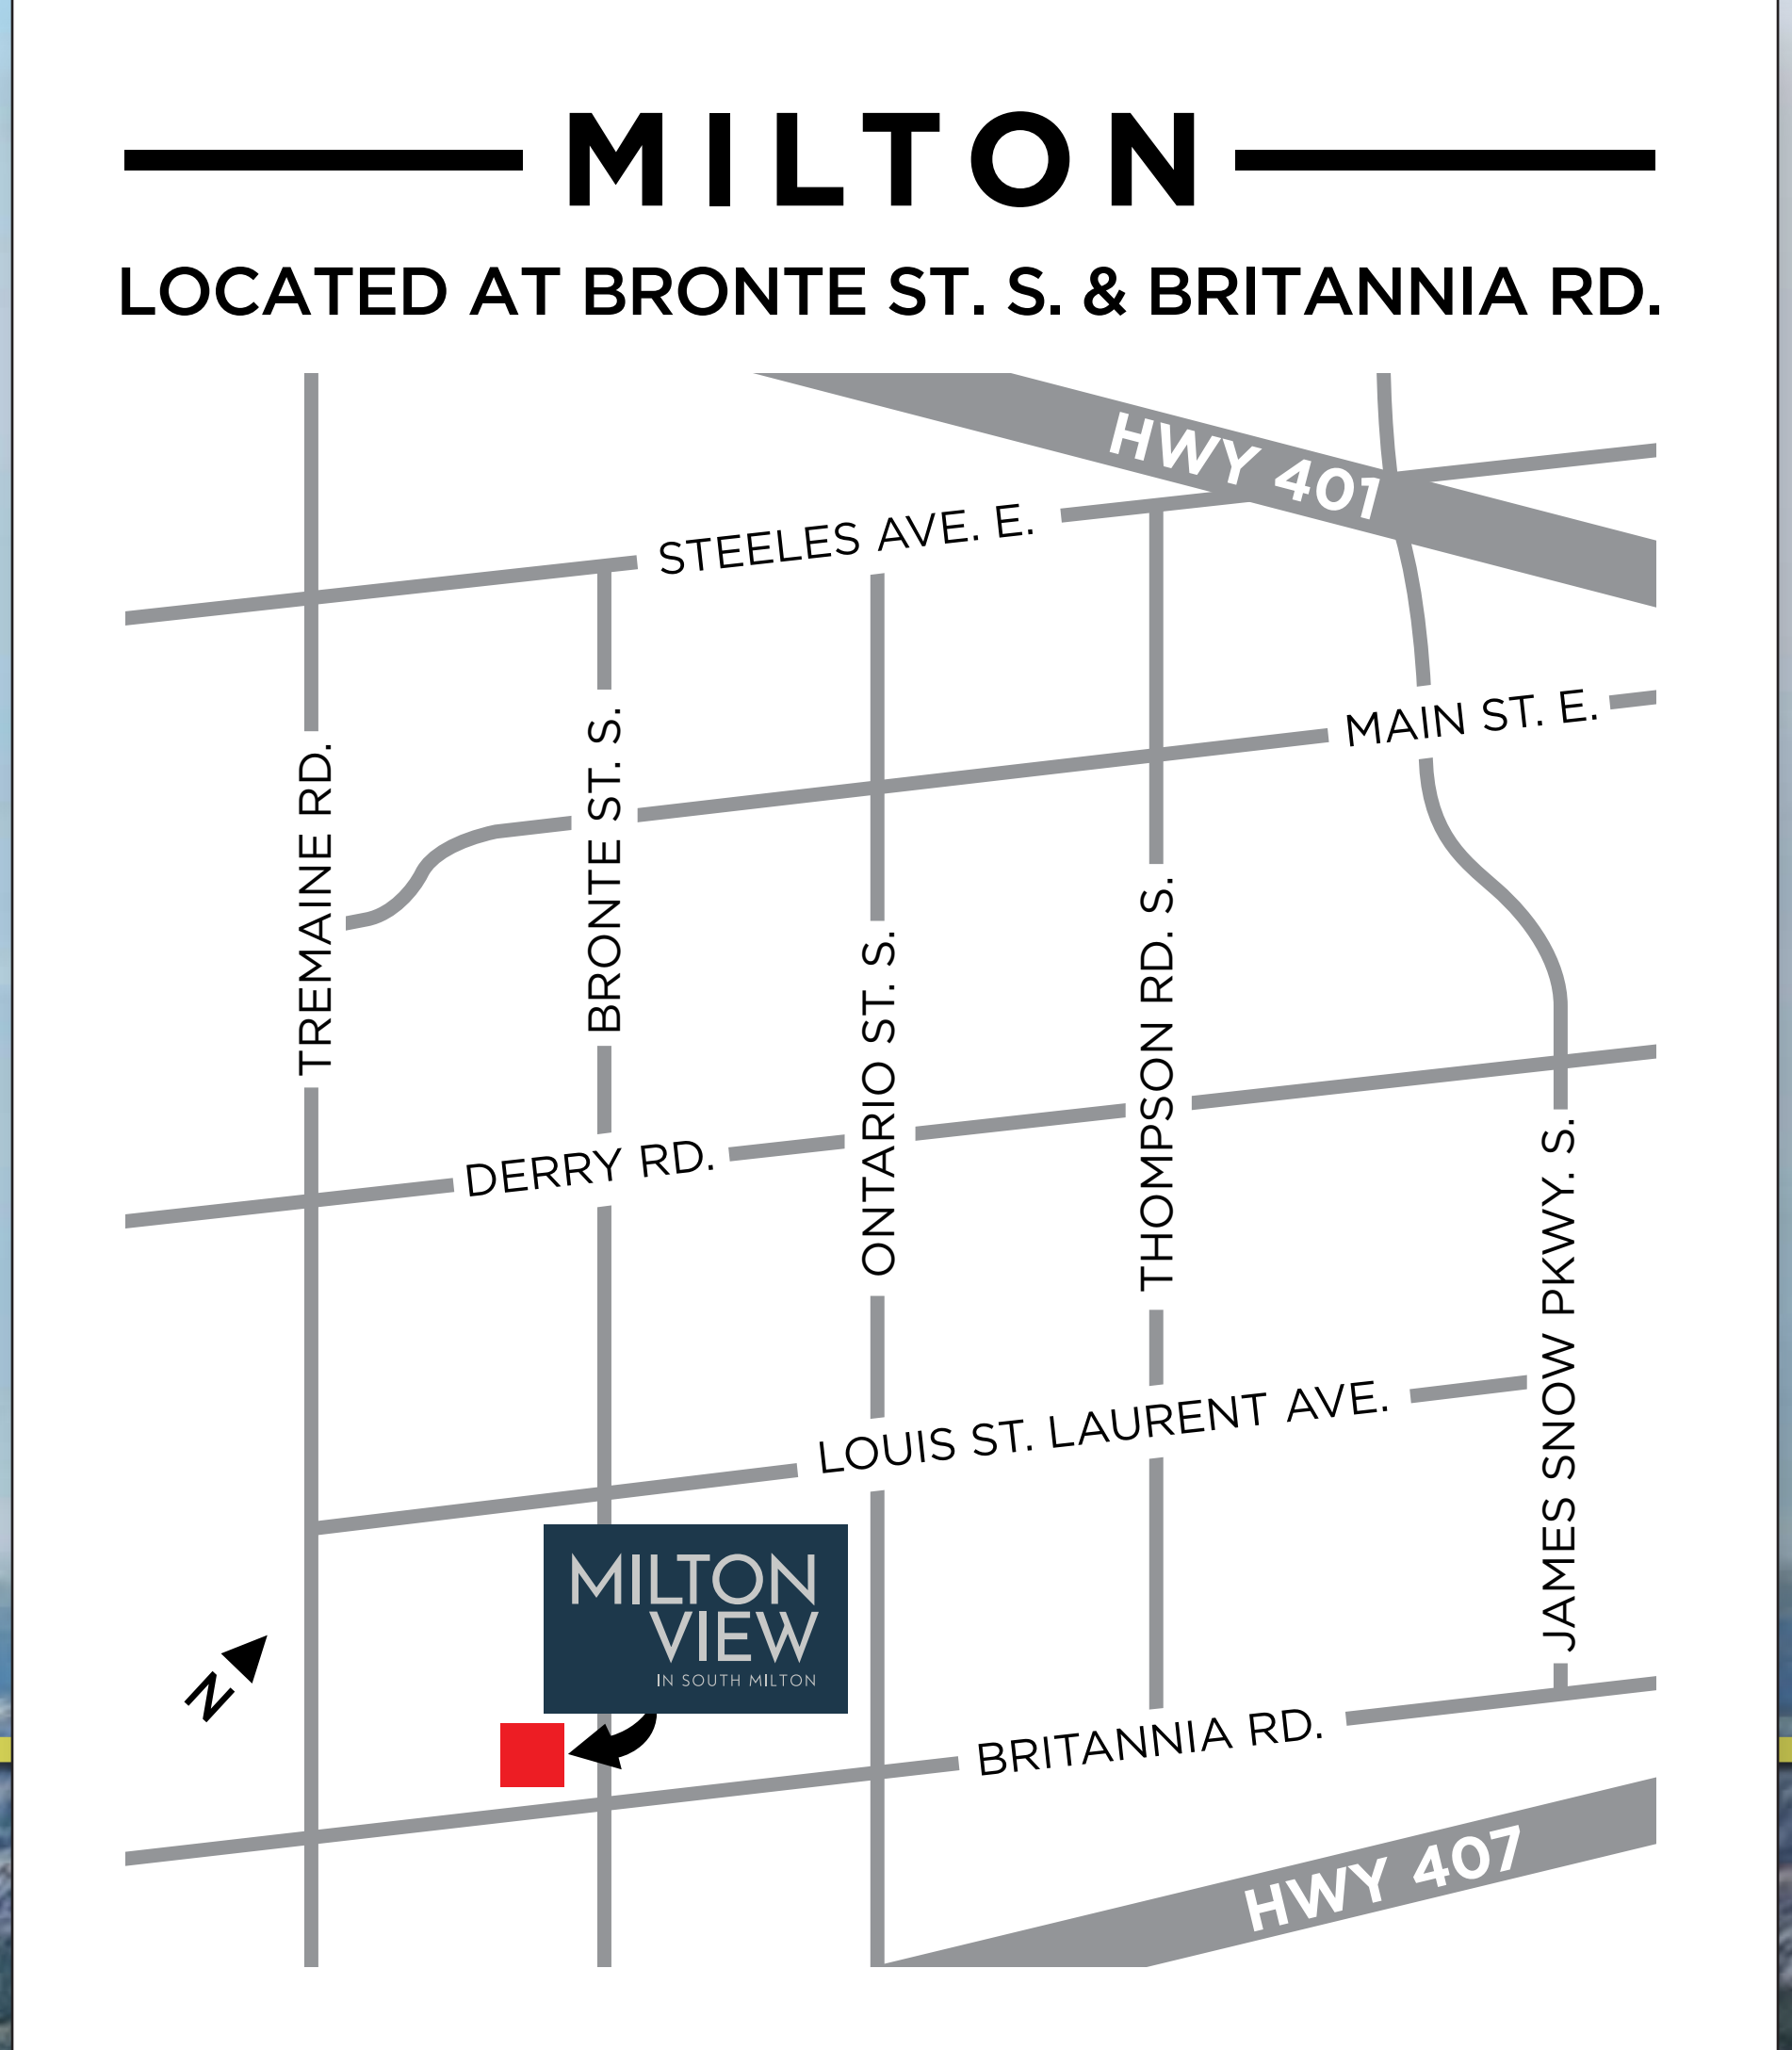 MILTON
LOCATED AT BRONTE ST. S. & BRITANNIA RD.
HWY 401
STEELES AVE. E.
MAIN ST. E.
TREMAINE RD.
BRONTE ST. S.
ONTARIO ST. S.
THOMPSON RD. S.
DERRY RD.
JAMES SNOW PKWY. S.
LOUIS ST. LAURENT AVE.
MILTON
VIEW
IN SOUTH MILTON
N
BRITANNIA RD.
HWY 407